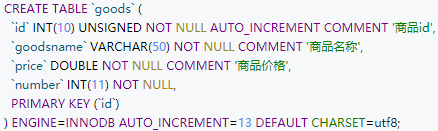 CREATE TABLE `goods` (
`id` INT(10) UNSIGNED NOT NULL AUTO_INCREMENT COMMENT '商品id',
`goodsname` VARCHAR(50) NOT NULL COMMENT '商品名称',
`price` DOUBLE NOT NULL COMMENT '商品价格',
`number` INT(11) NOT NULL,
PRIMARY KEY (`id`)
) ENGINE=INNODB AUTO_INCREMENT=13 DEFAULT CHARSET=utf8;